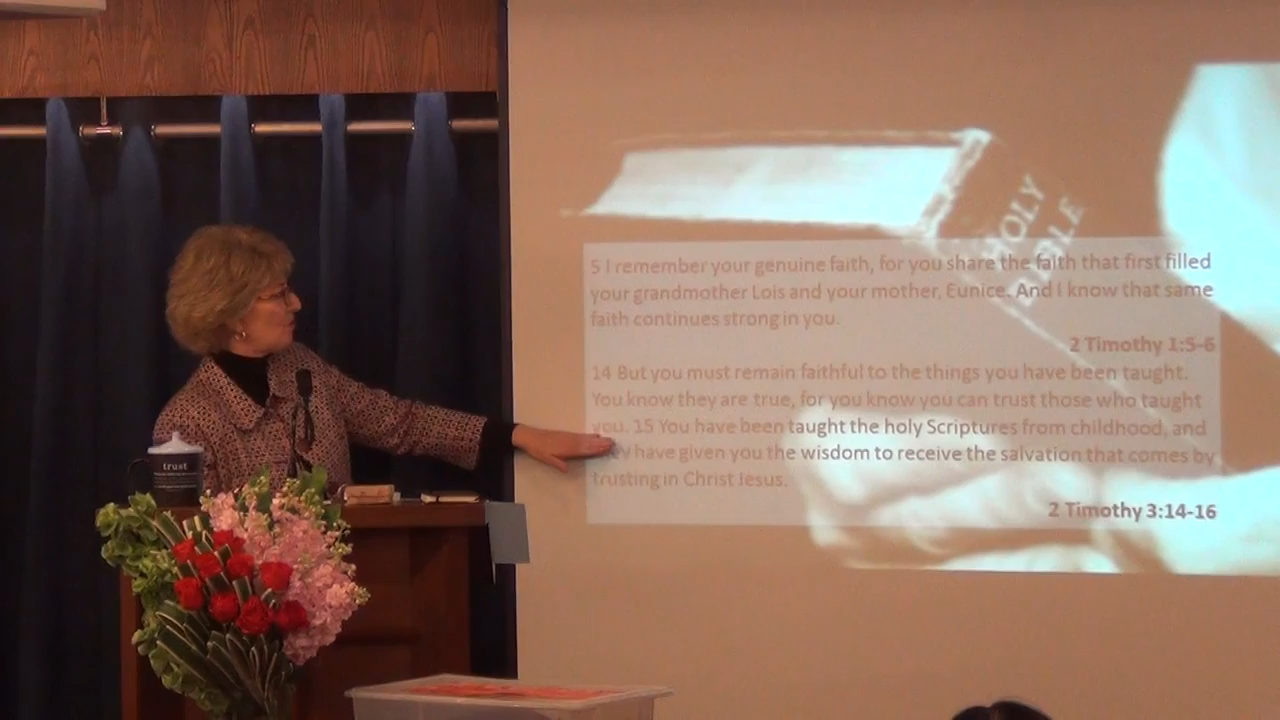 HOLY
BIBLE
5 I remember your genuine faith, for you share the faith that first filled
your grandmother Lois and your mother, Eunice. And I know that same
faith continues strong in you.
2 Timothy 1:5-6
14 But you must remain faithful to the things you have been taught.
You know they are true, for you know you can trust those who taught
you. 15 You have been taught the holy Scriptures from childhood, and
have given you the wisdom to receive the salvation that comes by
trusting in Christ Jesus.
2 Timothy 3:14-16
trust